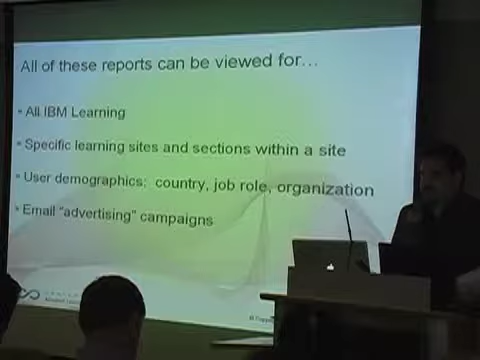 All of these reports can be viewed for…
• All IBM Learning
• Specific learning sites and sections within a site
• User demographics: country, job role, organization
• Email "advertising" campaigns